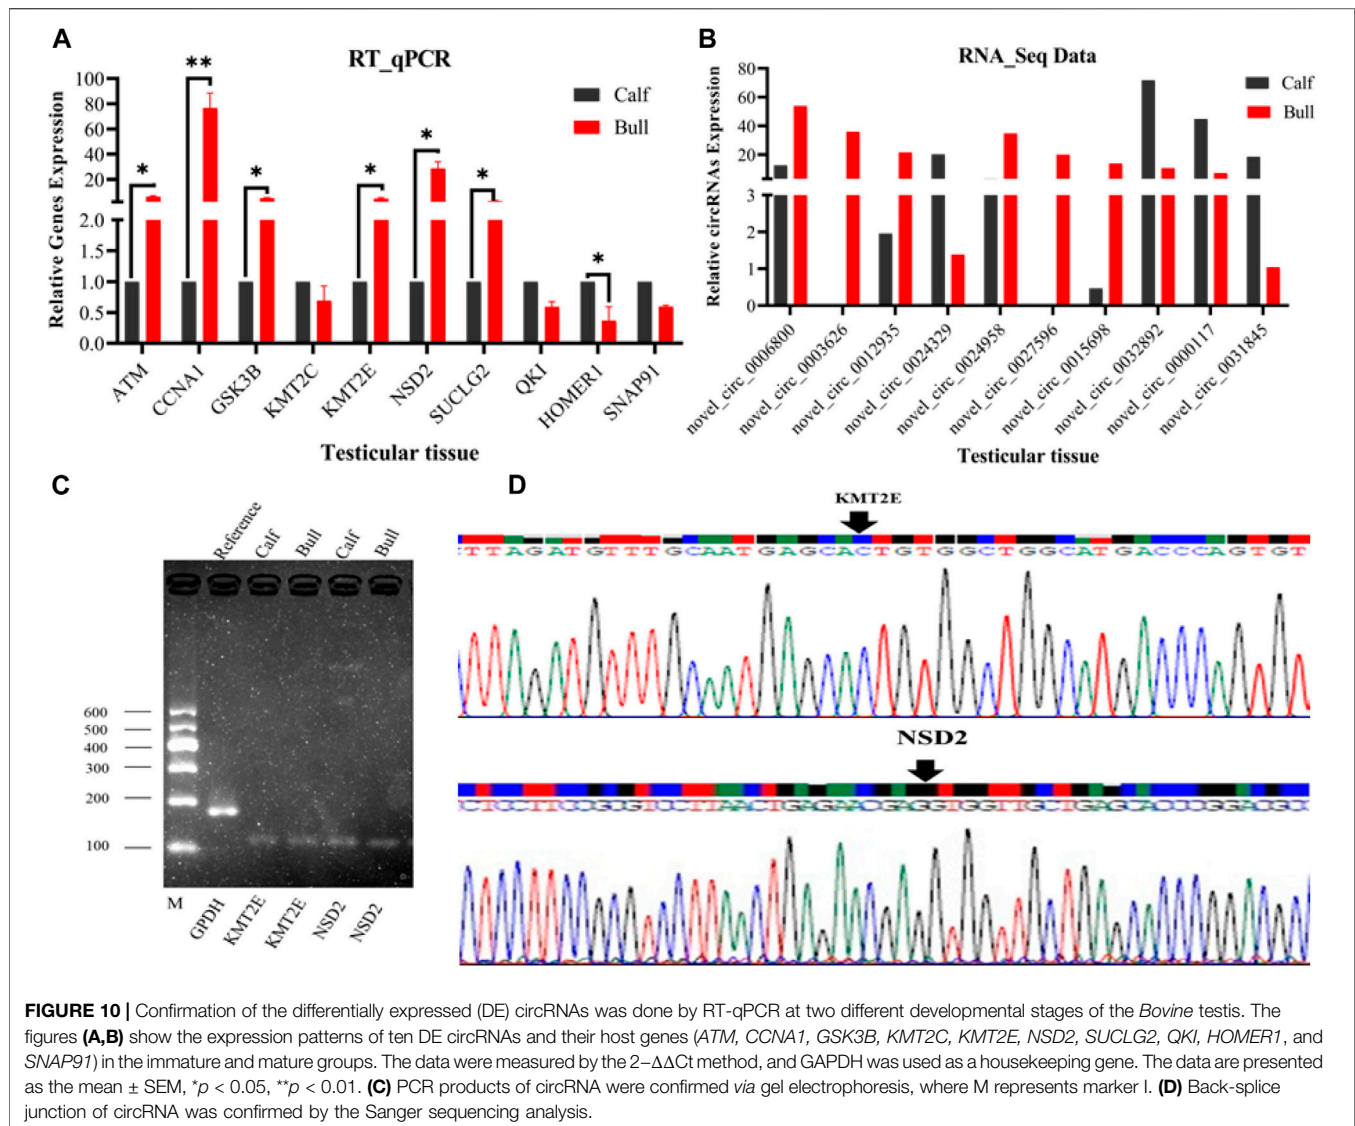 A
RT_qPCR
Relative Genes Expression
100
80
60
40
20
2.0
1.0
0.5
0.0
*
**
*
*
*
*
*
Calf
Bull
ATM
CCNA1
GSK3B
KMT2C
KMT2E
NSD2
SUCLG2
QKI
HOMER1
SNAP91
Testicular tissue
B
RNA_Seq Data
Relative circRNAs Expression
80
60
40
20
3
2
1
0
Calf
Bull
novel_circ_0006800
novel_circ_0003626
novel_circ_0012935
novel_circ_0024329
novel_circ_0024958
novel_circ_0027596
novel_circ_0015698
novel_circ_0032892
novel_circ_0000117
novel_circ_0031845
Testicular tissue
C
Reference
Calf
Bull
Calf
Bull
600
500
400
300
200
100
M
GPDH
KMT2E
KMT2E
NSD2
NSD2
D
KMT2E
TTAGATGTTTGCAATGAGCACTGTGGCTGGCATGACCCAGTGT
NSD2
FIGURE 10 | Confirmation of the differentially expressed (DE) circRNAs was done by RT-qPCR at two different developmental stages of the Bovine testis. The
figures (A,B) show the expression patterns of ten DE circRNAs and their host genes (ATM, CCNA1, GSK3B, KMT2C, KMT2E, NSD2, SUCLG2, QKI, HOMER1, and
SNAP91) in the immature and mature groups. The data were measured by the 2−ΔΔCt method, and GAPDH was used as a housekeeping gene. The data are presented
as the mean ± SEM, *p < 0.05, **p < 0.01. (C) PCR products of circRNA were confirmed via gel electrophoresis, where M represents marker I. (D) Back-splice
junction of circRNA was confirmed by the Sanger sequencing analysis.